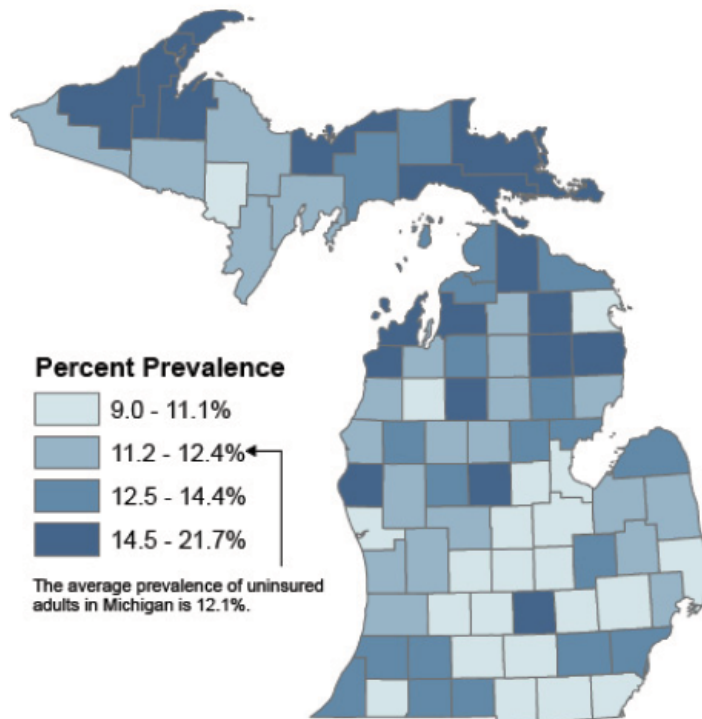 Percent Prevalence
9.0 - 11.1%
11.2 - 12.4%
12.5 - 14.4%
14.5 - 21.7%
The average prevalence of uninsured
adults in Michigan is 12.1%.